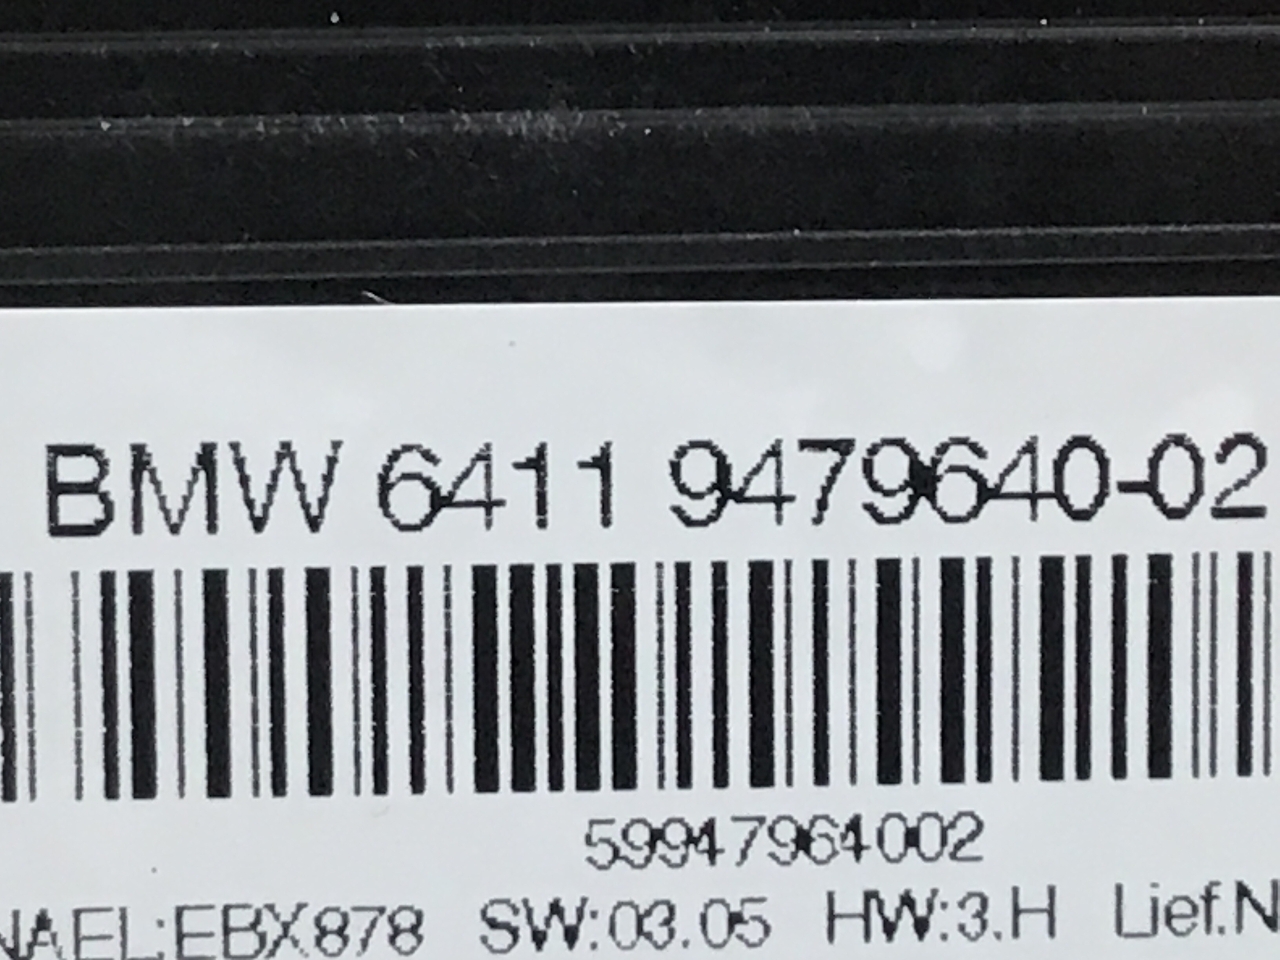 BMW 6411 9479640-02
59947964002
NAEL:EBX878 SW:03.05 HW:3.H Lief.N